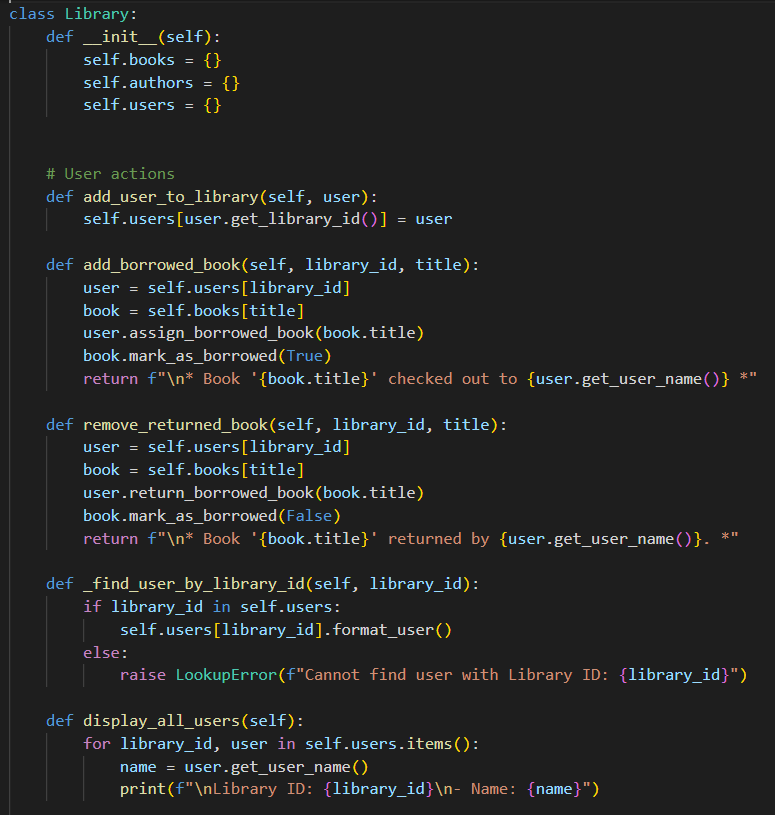 class Library:
    def __init__(self):
        self.books = {}
        self.authors = {}
        self.users = {}


    # User actions
    def add_user_to_library(self, user):
        self.users[user.get_library_id()] = user

    def add_borrowed_book(self, library_id, title):
        user = self.users[library_id]
        book = self.books[title]
        user.assign_borrowed_book(book.title)
        book.mark_as_borrowed(True)
        return f"\n* Book '{book.title}' checked out to {user.get_user_name()} *"

    def remove_returned_book(self, library_id, title):
        user = self.users[library_id]
        book = self.books[title]
        user.return_borrowed_book(book.title)
        book.mark_as_borrowed(False)
        return f"\n* Book '{book.title}' returned by {user.get_user_name()}. *"

    def _find_user_by_library_id(self, library_id):
        if library_id in self.users:
            self.users[library_id].format_user()
        else:
            raise LookupError(f"Cannot find user with Library ID: {library_id}")

    def display_all_users(self):
        for library_id, user in self.users.items():
            name = user.get_user_name()
            print(f"\nLibrary ID: {library_id}\n- Name: {name}")